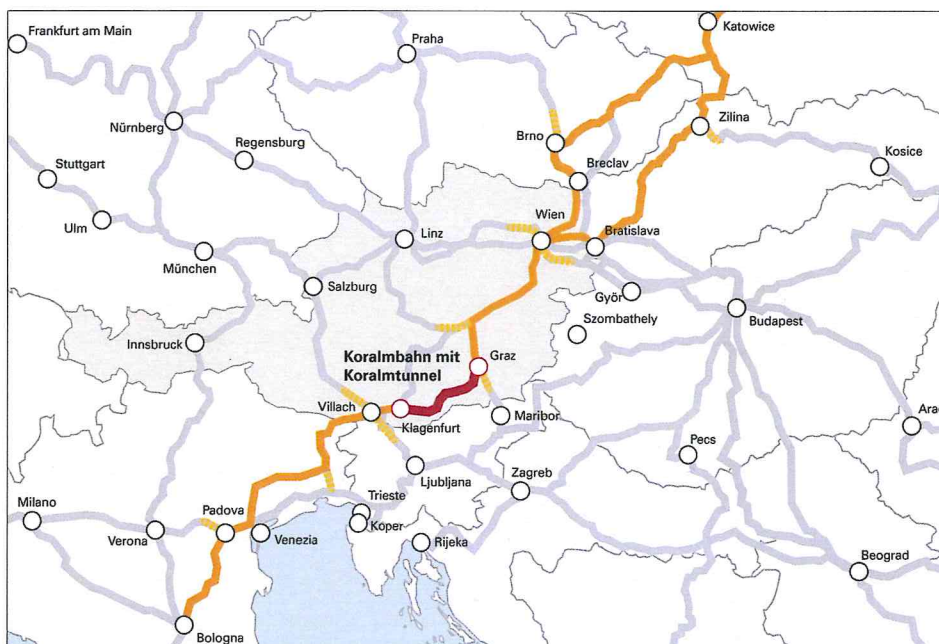 Frankfurt am Main
Praha
Katowice
Nürnberg
Brno
Zilina
Regensburg
Stuttgart
Breclav
Kosice
Ulm
Linz
Wien
Bratislava
München
Salzburg
Györ
Szombathely
Budapest
Innsbruck
Koralmbahn mit
Koralmtunnel
Graz
Villach
Klagenfurt
Maribor
Ara
Pecs
Ljubljana
Zagreb
Milano
Padova
Trieste
Koper
Verona
Venezia
Rijeka
Beograd
Bologna